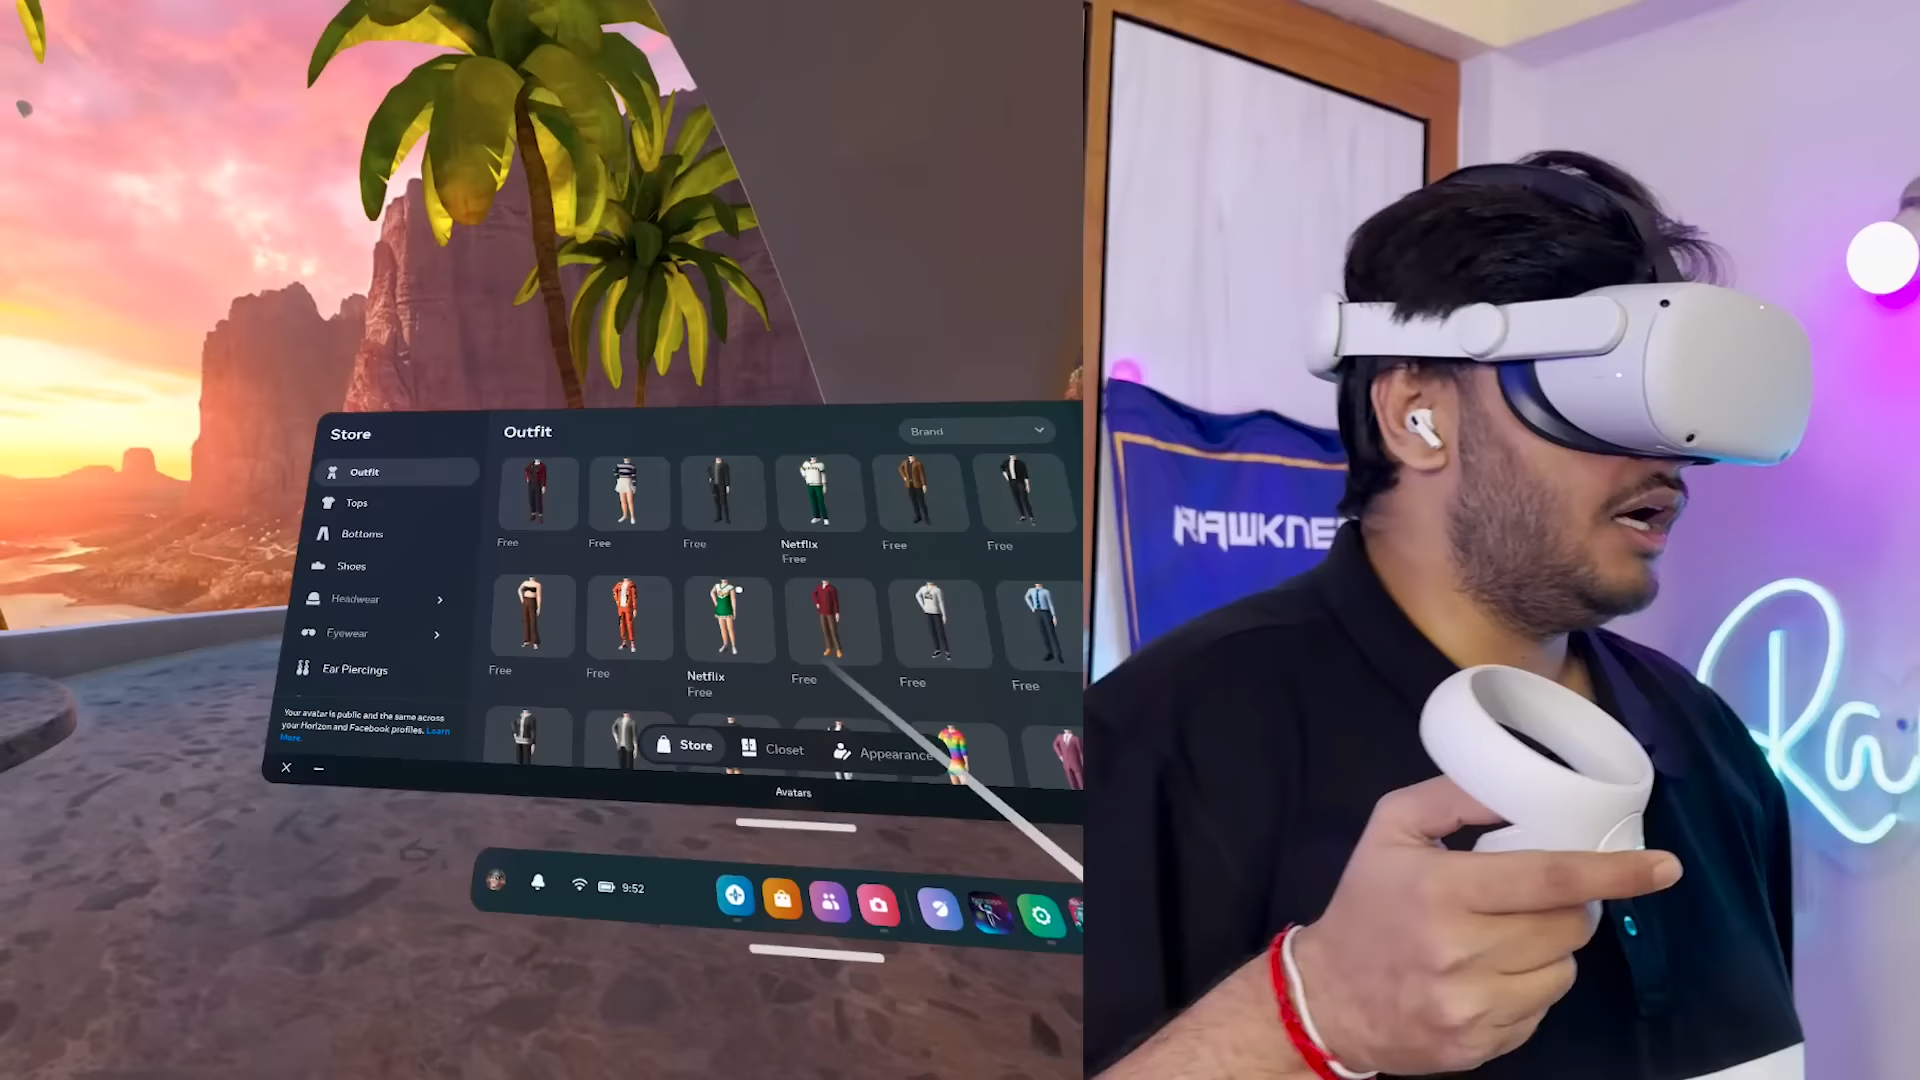 Store
Outfit
Tops
Bottoms
Shoes
Headwear
Eyewear
Ear Piercings
Your avatar is public and the same across
your Horizon and Facebook profiles. Learn
More.
Outfit
Brand
Free
Free
Free
Netflix
Free
Free
Free
Free
Free
Netflix
Free
Free
Free
Free
Store
Closet
Appearance
Avatars
9:52
RAWKNE
Ra